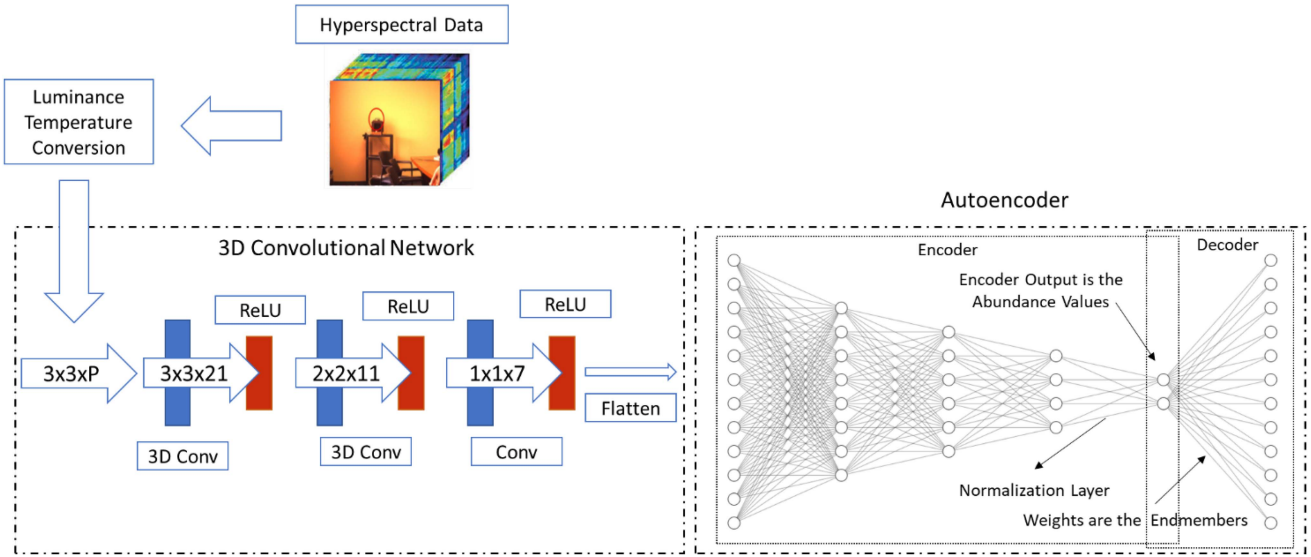 Hyperspectral Data
Luminance
Temperature
Conversion
3D Convolutional Network
ReLU
ReLU
ReLU
3x3xP
3x3x21
2x2x11
1x1x7
Flatten
3D Conv
3D Conv
Conv
Autoencoder
Encoder
Decoder
Encoder Output is the
Abundance Values
Normalization Layer
Weights are the Endmembers